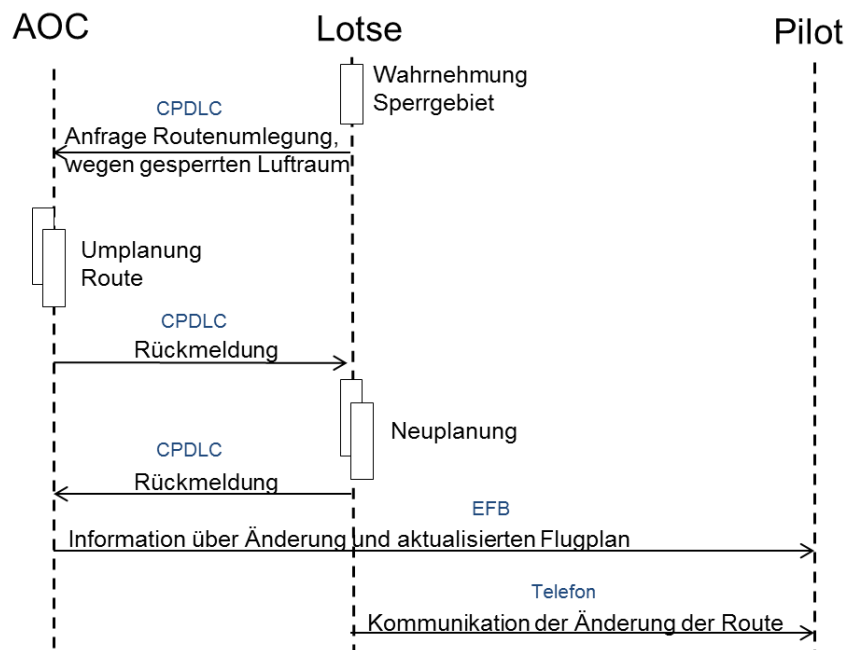 AOC
Lotse
Pilot
Wahrnehmung
Sperrgebiet
CPDLC
Anfrage Routenumlegung,
wegen gesperrten Luftraum
Umplanung
Route
CPDLC
Rückmeldung
Neuplanung
CPDLC
Rückmeldung
EFB
Information über Änderung und aktualisierten Flugplan
Telefon
Kommunikation der Änderung der Route